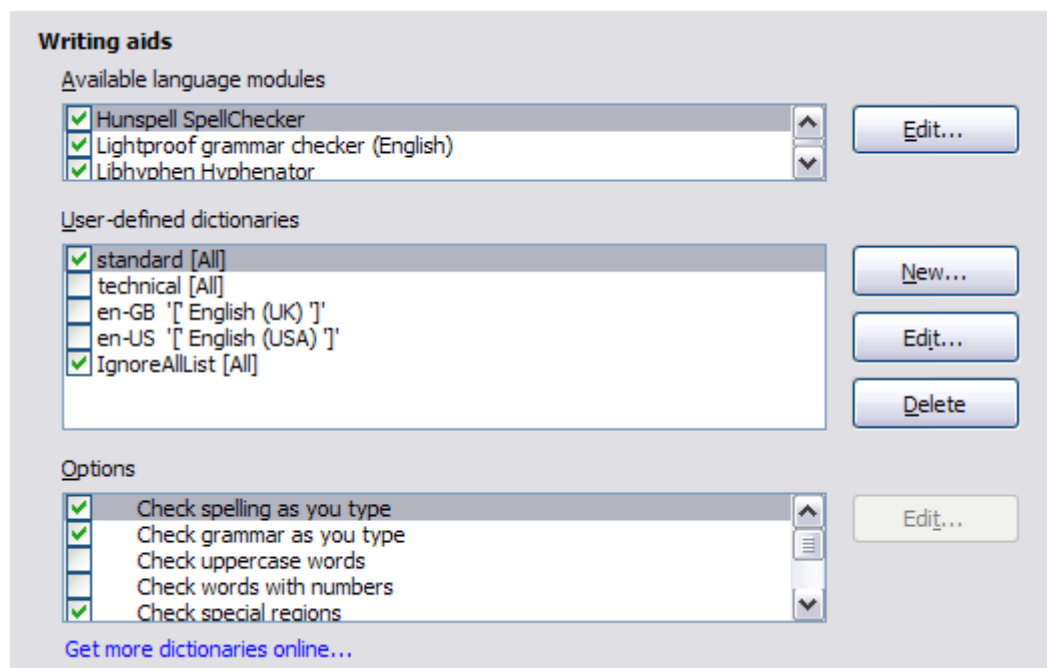 Writing aids
Available language modules
Hunspell SpellChecker
Edit...
Lightproof grammar checker (English)
Libhyphen Hyphenator
User-defined dictionaries
standard [All]
New...
technical [All]
en-GB '[' English (UK) ']'
en-US '[' English (USA) ']'
Edit...
IgnoreAllList [All]
Delete
Options
Check spelling as you type
Edit...
Check grammar as you type
Check uppercase words
Check words with numbers
Check special regions
Get more dictionaries online...